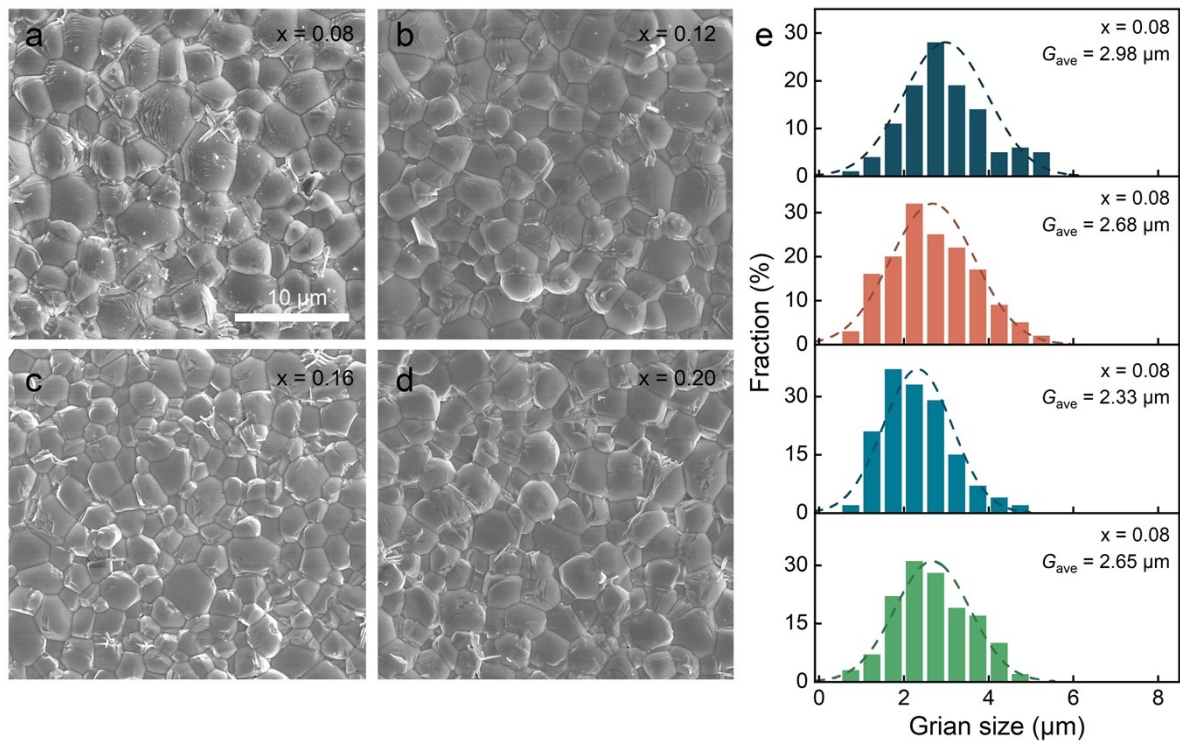 a
x = 0.08
b
x = 0.12
10 µm
c
x = 0.16
d
x = 0.20
e
Fraction (%)
30
20
10
0
x = 0.08
Gave = 2.98 µm
30
20
10
0
x = 0.08
Gave = 2.68 µm
30
15
0
x = 0.08
Gave = 2.33 µm
30
15
0
x = 0.08
Gave = 2.65 µm
0 2 4 6 8
Grian size (µm)